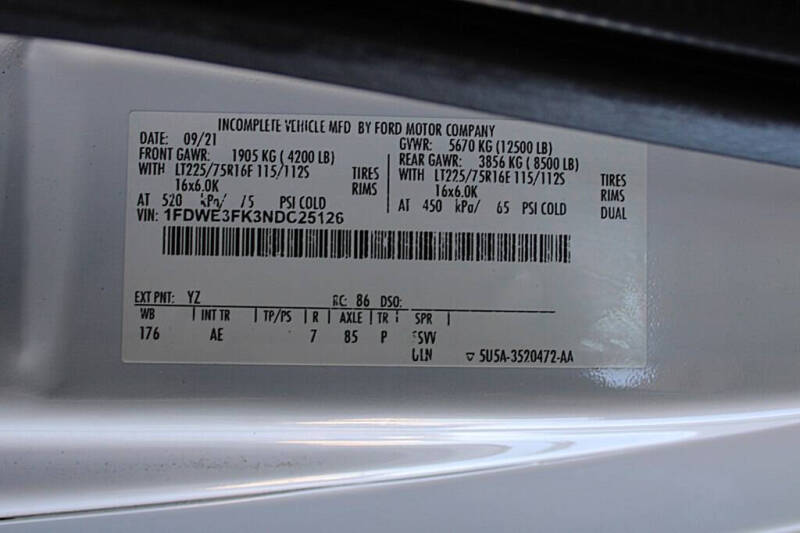 INCOMPLETE VEHICLE MFD BY FORD MOTOR COMPANY
DATE: 09/21 GVWR: 5670 KG (12500 LB)
FRONT GAWR: 1905 KG ( 4200 LB) REAR GAWR: 3856 KG ( 8500 LB)
WITH LT225/75R16E 115/112S TIRES WITH LT225/75R16E 115/112S TIRES
16x6.0K RIMS 16x6.0K RIMS
AT 520 kPa/ 75 PSI COLD AT 450 kPa/ 65 PSI COLD DUAL
VIN: 1FDWE3FK3NDC25126
EXT PNT: YZ RC: 86 DSO:
WB INT TR TP/PS R AXLE TR SPR
176 AE 7 85 P SVV
5U5A-3520472-AA